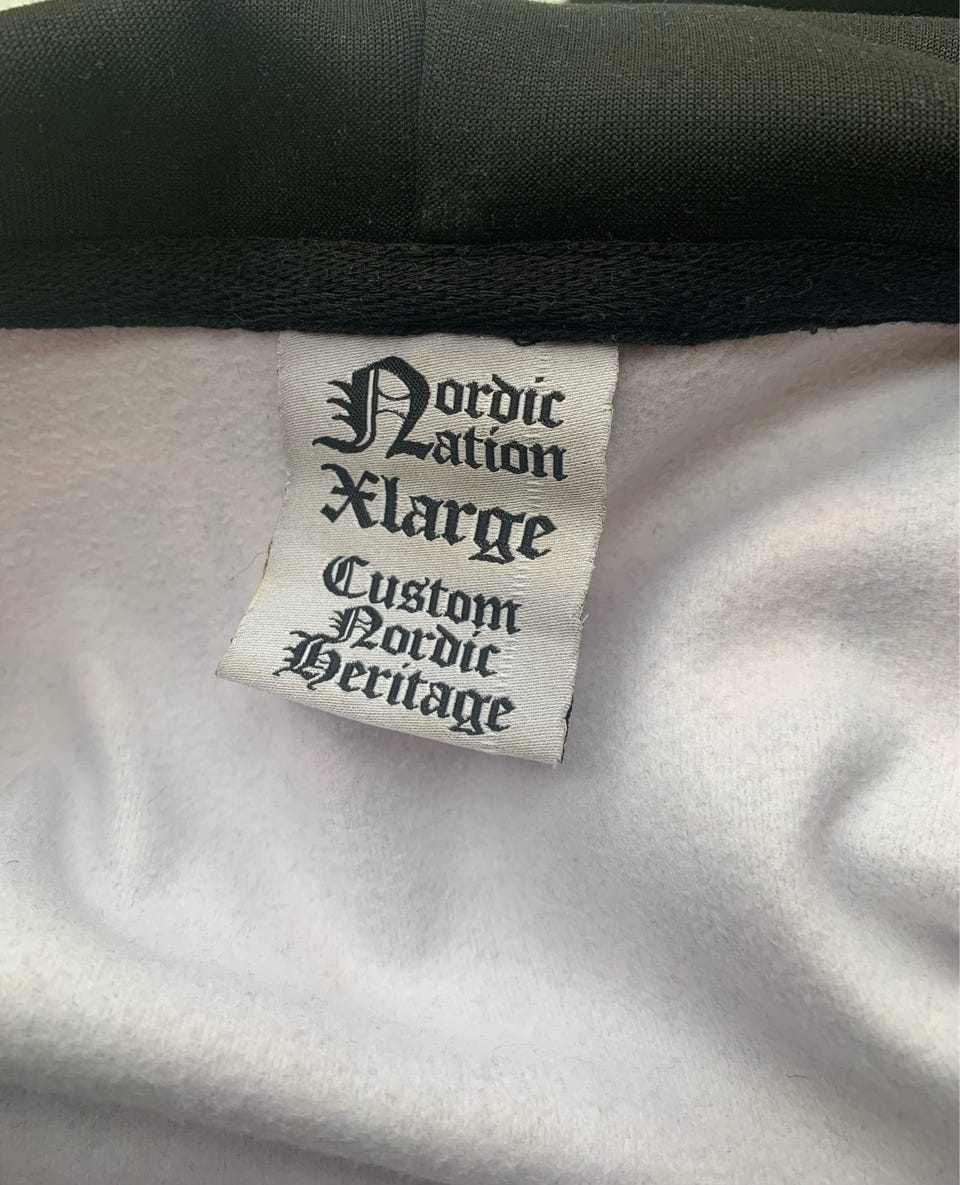 Nordic
Nation
Xlarge
Custom
Nordic
Heritage